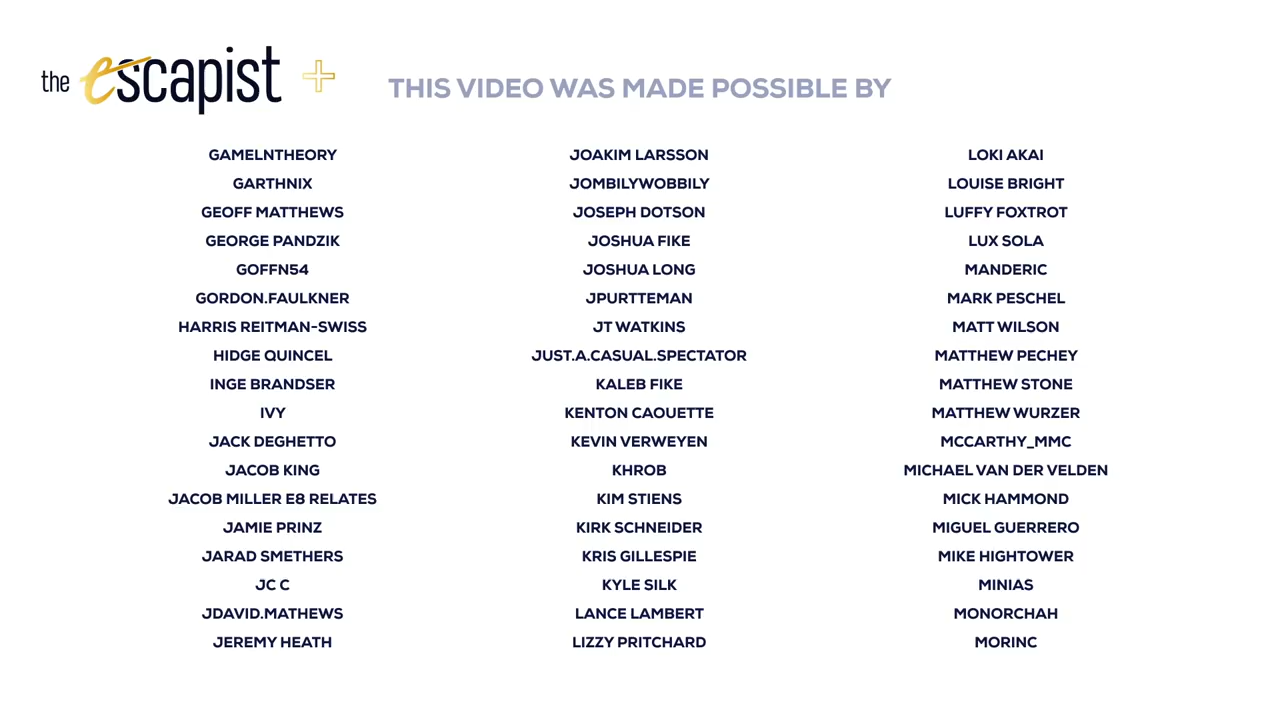 the escapist +
THIS VIDEO WAS MADE POSSIBLE BY
GAMELNTHEORY
GARTHNIX
GEOFF MATTHEWS
GEORGE PANDZIK
GOFFN54
GORDON.FAULKNER
HARRIS REITMAN-SWISS
HIDGE QUINCEL
INGE BRANDSER
IVY
JACK DEGHETTO
JACOB KING
JACOB MILLER E8 RELATES
JAMIE PRINZ
JARAD SMETHERS
JC C
JDAVID.MATHEWS
JEREMY HEATH
JOAKIM LARSSON
JOMBILYWOBBILY
JOSEPH DOTSON
JOSHUA FIKE
JOSHUA LONG
JPURTTEMAN
JT WATKINS
JUST.A.CASUAL.SPECTATOR
KALEB FIKE
KENTON CAOUETTE
KEVIN VERWEYEN
KHROB
KIM STIENS
KIRK SCHNEIDER
KRIS GILLESPIE
KYLE SILK
LANCE LAMBERT
LIZZY PRITCHARD
LOKI AKAI
LOUISE BRIGHT
LUFFY FOXTROT
LUX SOLA
MANDERIC
MARK PESCHEL
MATT WILSON
MATTHEW PECHEY
MATTHEW STONE
MATTHEW WURZER
MCCARTHY_MMC
MICHAEL VAN DER VELDEN
MICK HAMMOND
MIGUEL GUERRERO
MIKE HIGHTOWER
MINIAS
MONORCHAH
MORINC